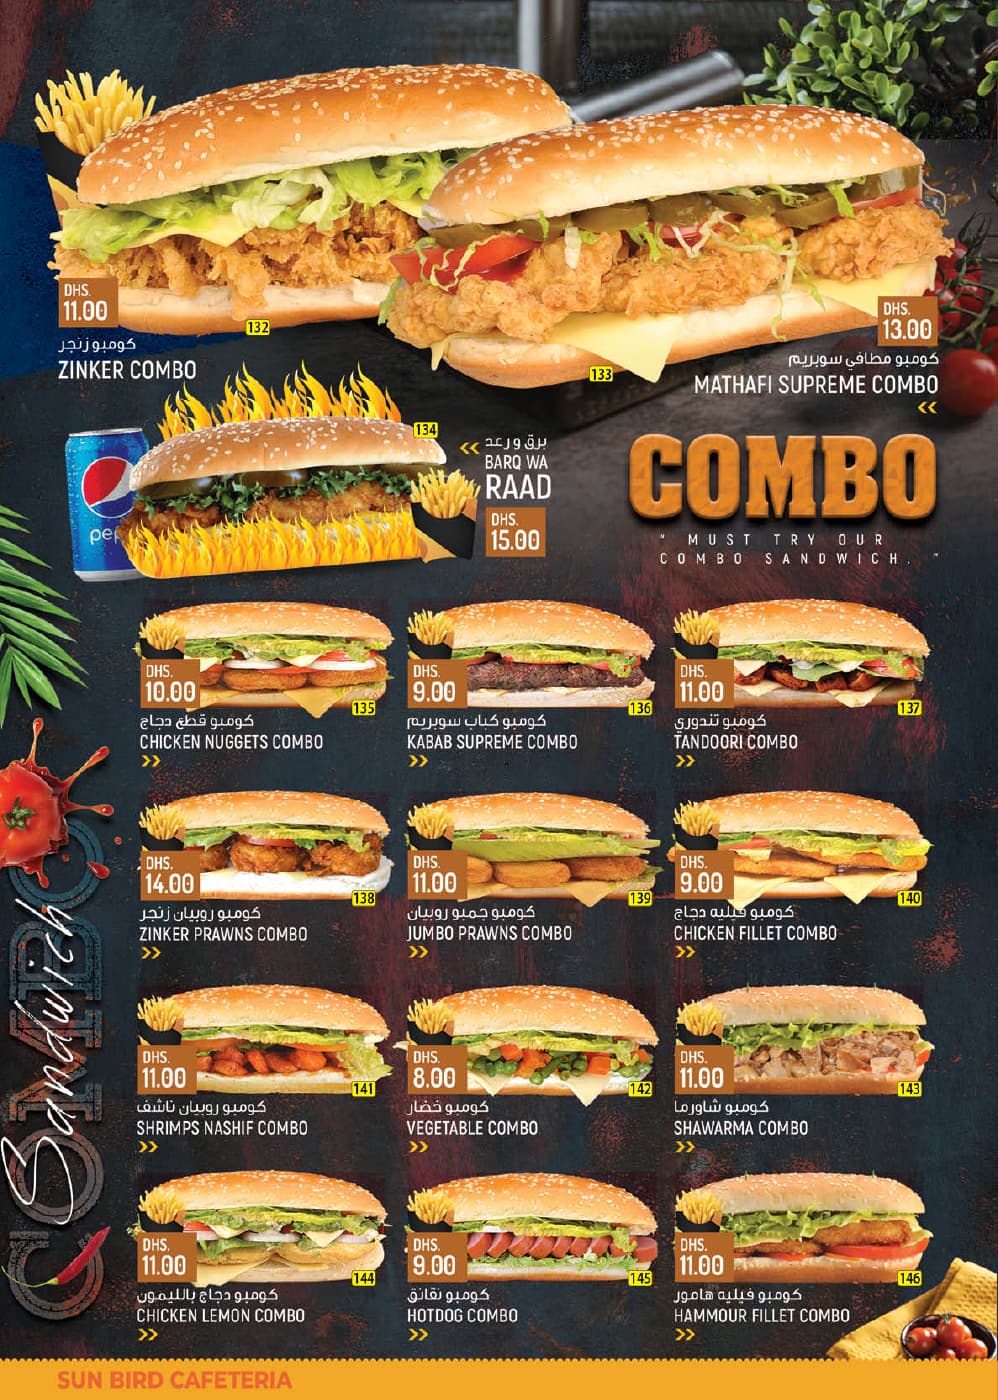 DHS.
11.00
132
كومبو زنجر
ZINKER COMBO
DHS.
13.00
133
كومبو مطافي سوبريم
MATHAFI SUPREME COMBO
pepsi
134
برق و رعد
BARQ WA
RAAD
DHS.
15.00
COMBO
" MUST TRY OUR
COMBO SANDWICH. "
DHS.
10.00
135
كومبو قطع دجاج
CHICKEN NUGGETS COMBO
DHS.
9.00
136
كومبو كباب سوبريم
KABAB SUPREME COMBO
DHS.
11.00
137
كومبو تندوري
TANDOORI COMBO
DHS.
14.00
138
كومبو روبيان زنجر
ZINKER PRAWNS COMBO
DHS.
11.00
139
كومبو جمبو روبيان
JUMBO PRAWNS COMBO
DHS.
9.00
140
كومبو فيليه دجاج
CHICKEN FILLET COMBO
DHS.
11.00
141
كومبو روبيان ناشف
SHRIMPS NASHIF COMBO
DHS.
8.00
142
كومبو خضار
VEGETABLE COMBO
DHS.
11.00
143
كومبو شاورما
SHAWARMA COMBO
DHS.
11.00
144
كومبو دجاج بالليمون
CHICKEN LEMON COMBO
DHS.
9.00
145
كومبو نقانق
HOTDOG COMBO
DHS.
11.00
146
كومبو فيليه هامور
HAMMOUR FILLET COMBO
COMBO
Sandwich
SUN BIRD CAFETERIA